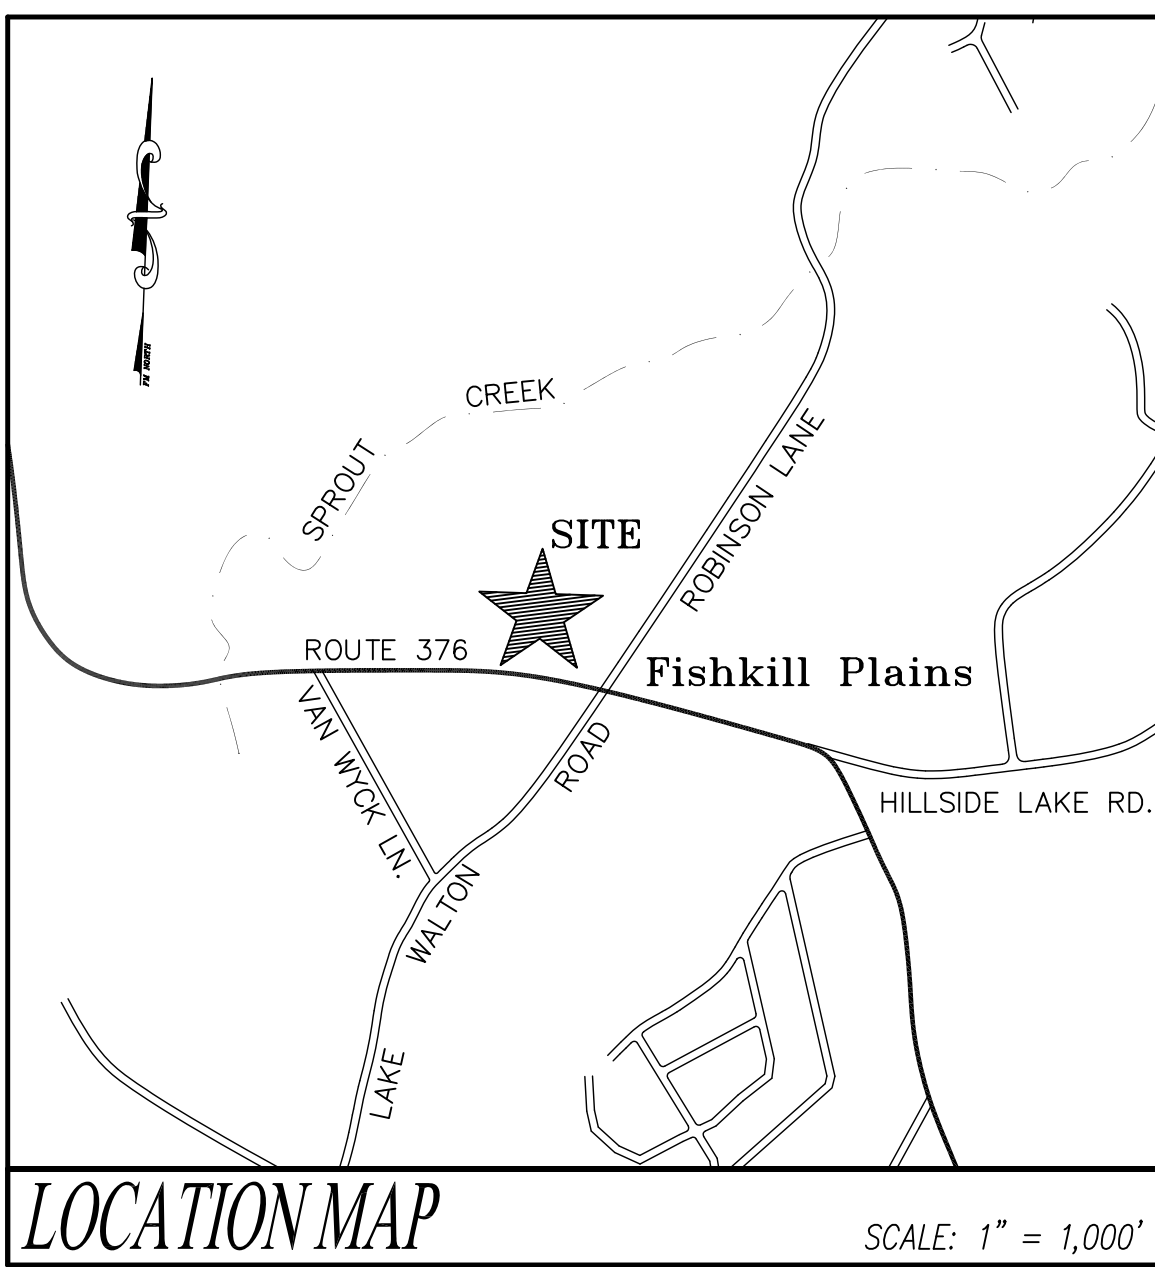 CREEK
SPROUT
ROBINSON LANE
SITE
ROUTE 376
Fishkill Plains
VAN WYCK LN.
ROAD
HILLSIDE LAKE RD.
WALTON
LAKE
LOCATION MAP
SCALE: 1" = 1,000'